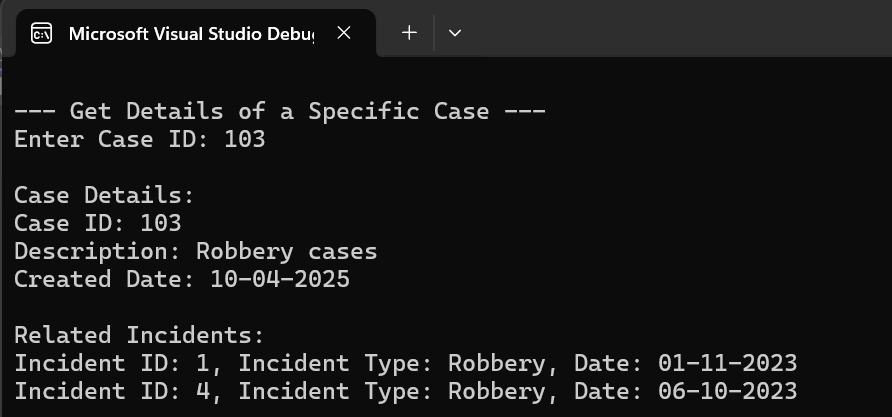 Microsoft Visual Studio Debu
--- Get Details of a Specific Case ---
Enter Case ID: 103
Case Details:
Case ID: 103
Description: Robbery cases
Created Date: 10-04-2025
Related Incidents:
Incident ID: 1, Incident Type: Robbery, Date: 01-11-2023
Incident ID: 4, Incident Type: Robbery, Date: 06-10-2023